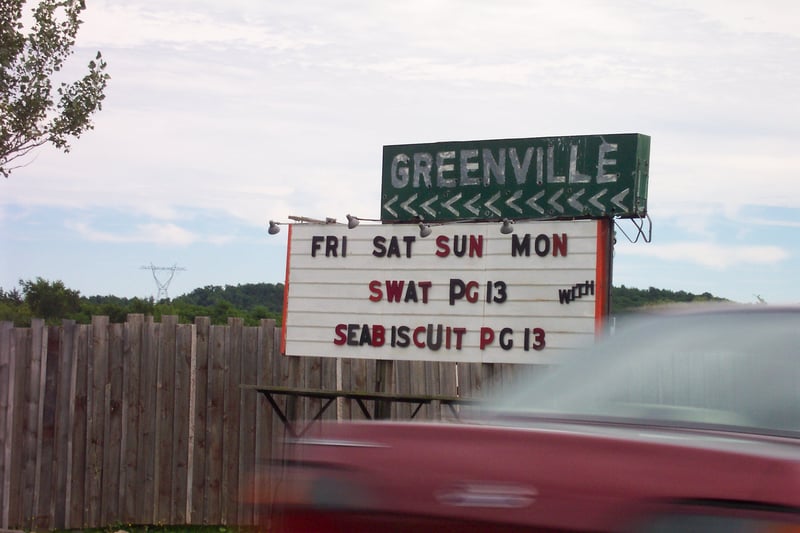 GREENVILLE
FRI SAT SUN MON
SWAT PG13 WITH
SEABISCUIT PG13